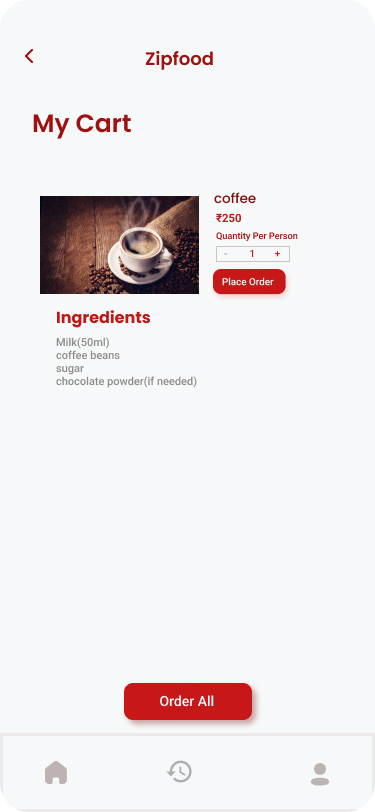 Zipfood
My Cart
coffee
₹250
Quantity Per Person
- 1 +
Place Order
Ingredients
Milk(50ml)
coffee beans
sugar
chocolate powder(if needed)
Order All